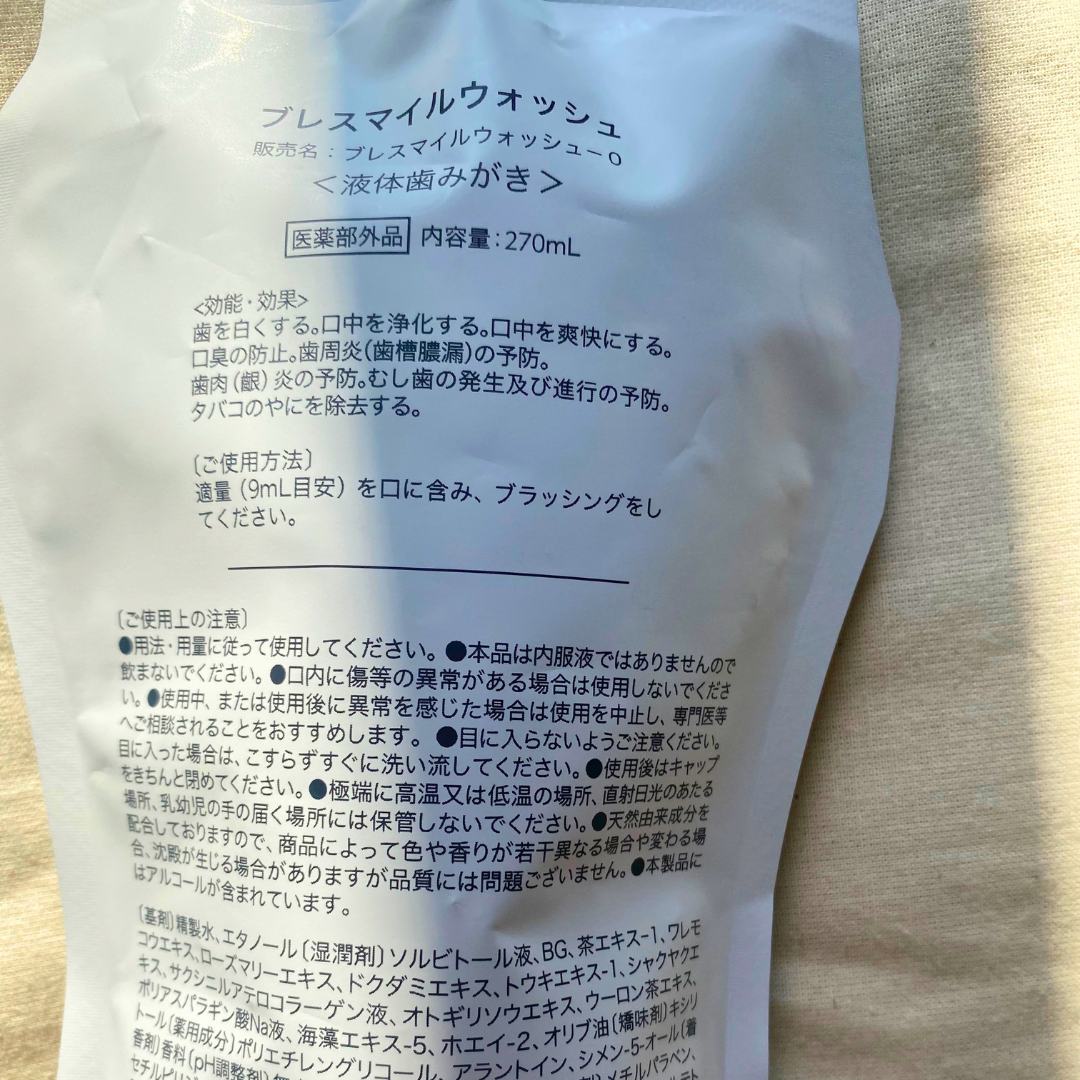 ブレスマイルウォッシュ
販売名：ブレスマイルウォッシューO
＜液体歯みがき＞
医薬部外品 内容量：270mL
<効能・効果>
歯を白くする。口中を浄化する。口中を爽快にする。
口臭の防止。歯周炎（歯槽膿漏）の予防。
歯肉（齦）炎の予防。むし歯の発生及び進行の予防。
タバコのやにを除去する。
〔ご使用方法〕
適量（9mL目安）を口に含み、ブラッシングをし
てください。
〔ご使用上の注意〕
●用法・用量に従って使用してください。●本品は内服液ではありませんので
飲まないでください。●口内に傷等の異常がある場合は使用しないでくださ
い。●使用中、または使用後に異常を感じた場合は使用を中止し、専門医等
へご相談されることをおすすめします。●目に入らないようご注意ください。
目に入った場合は、こすらずすぐに洗い流してください。●使用後はキャップ
をきちんと閉めてください。●極端に高温又は低温の場所、直射日光のあたる
場所、乳幼児の手の届く場所には保管しないでください。●天然由来成分を
配合しておりますので、商品によって色や香りが若干異なる場合や変わる場
合、沈殿が生じる場合がありますが品質には問題ございません。●本製品に
はアルコールが含まれています。
〔基剤〕精製水、エタノール〔湿潤剤〕ソルビトール液、BG、茶エキス-1、ワレモ
コウエキス、ローズマリーエキス、ドクダミエキス、トウキエキス-1、シャクヤクエ
キス、サクシニルアテロコラーゲン液、オトギリソウエキス、ウーロン茶エキス、
ポリアスパラギン酸Na液、海藻エキス-5、ホエイ-2、オリブ油〔矯味剤〕キシリ
トール〔薬用成分〕ポリエチレングリコール、アラントイン、シメン-5-オール〔着
香剤〕香料〔pH調整剤〕
メチルパラベン、